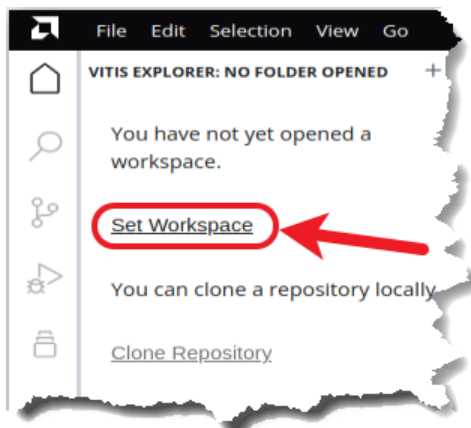 File Edit Selection View Go
VITIS EXPLORER: NO FOLDER OPENED +
You have not yet opened a
workspace.
Set Workspace
You can clone a repository locally
Clone Repository